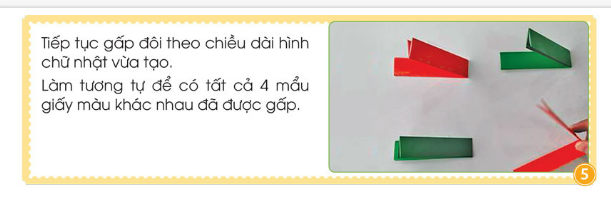 Tiếp tục gấp đôi theo chiều dài hình
chữ nhật vừa tạo.
Làm tương tự để có tất cả 4 mẩu
giấy màu khác nhau đã được gấp.
5